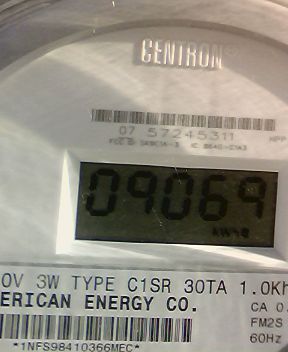 CENTRON®
07 57245311
09069
kWh
0V 3W TYPE C1SR 30TA 1.0Kh
ERICAN ENERGY CO.
CA 0.
FM2S
60Hz
*1NFS98410366MEC*